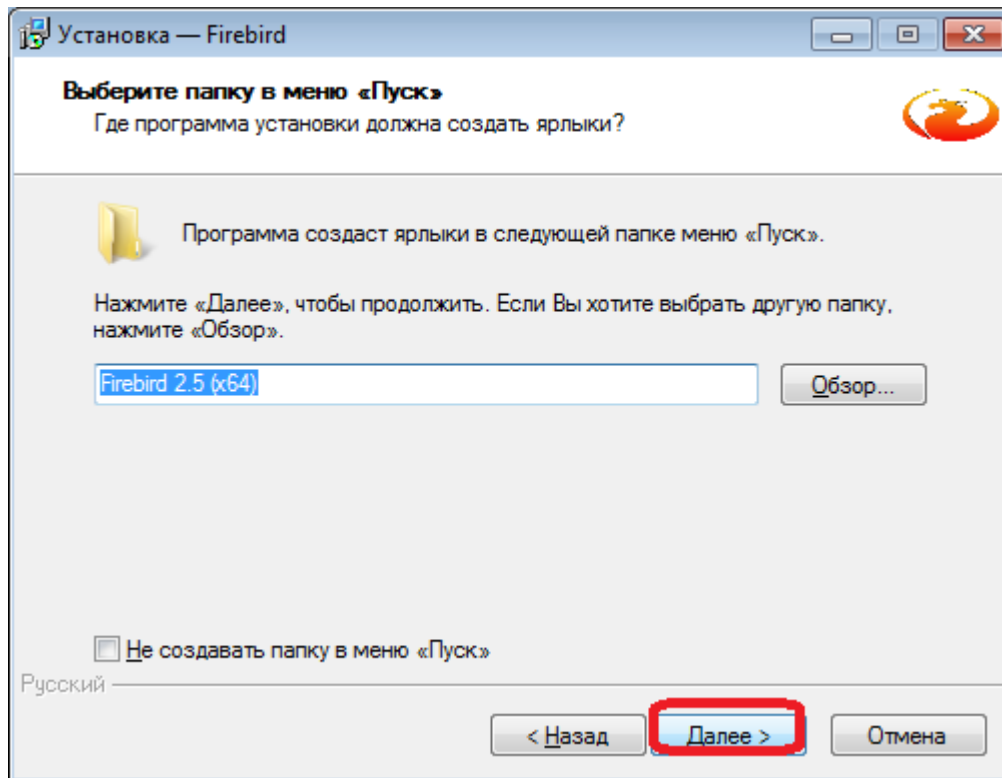 Установка — Firebird
Выберите папку в меню «Пуск»
Где программа установки должна создать ярлыки?
Программа создаст ярлыки в следующей папке меню «Пуск».
Нажмите «Далее», чтобы продолжить. Если Вы хотите выбрать другую папку,
нажмите «Обзор».
Firebird 2.5 (x64)
Обзор...
Не создавать папку в меню «Пуск»
Русский
< Назад
Далее >
Отмена